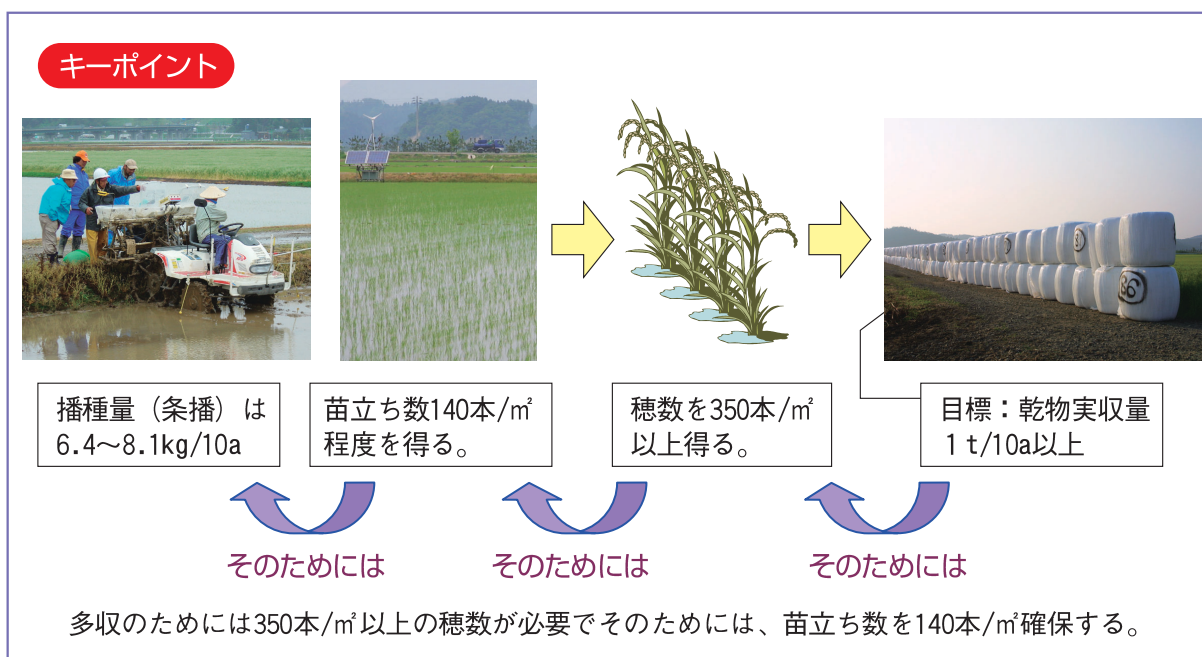 キーポイント
播種量（条播）は
6.4〜8.1kg/10a
苗立ち数140本/㎡
程度を得る。
穂数を350本/㎡
以上得る。
目標：乾物実収量
1 t/10a以上
そのためには
そのためには
そのためには
多収のためには350本/㎡以上の穂数が必要でそのためには、苗立ち数を140本/㎡確保する。